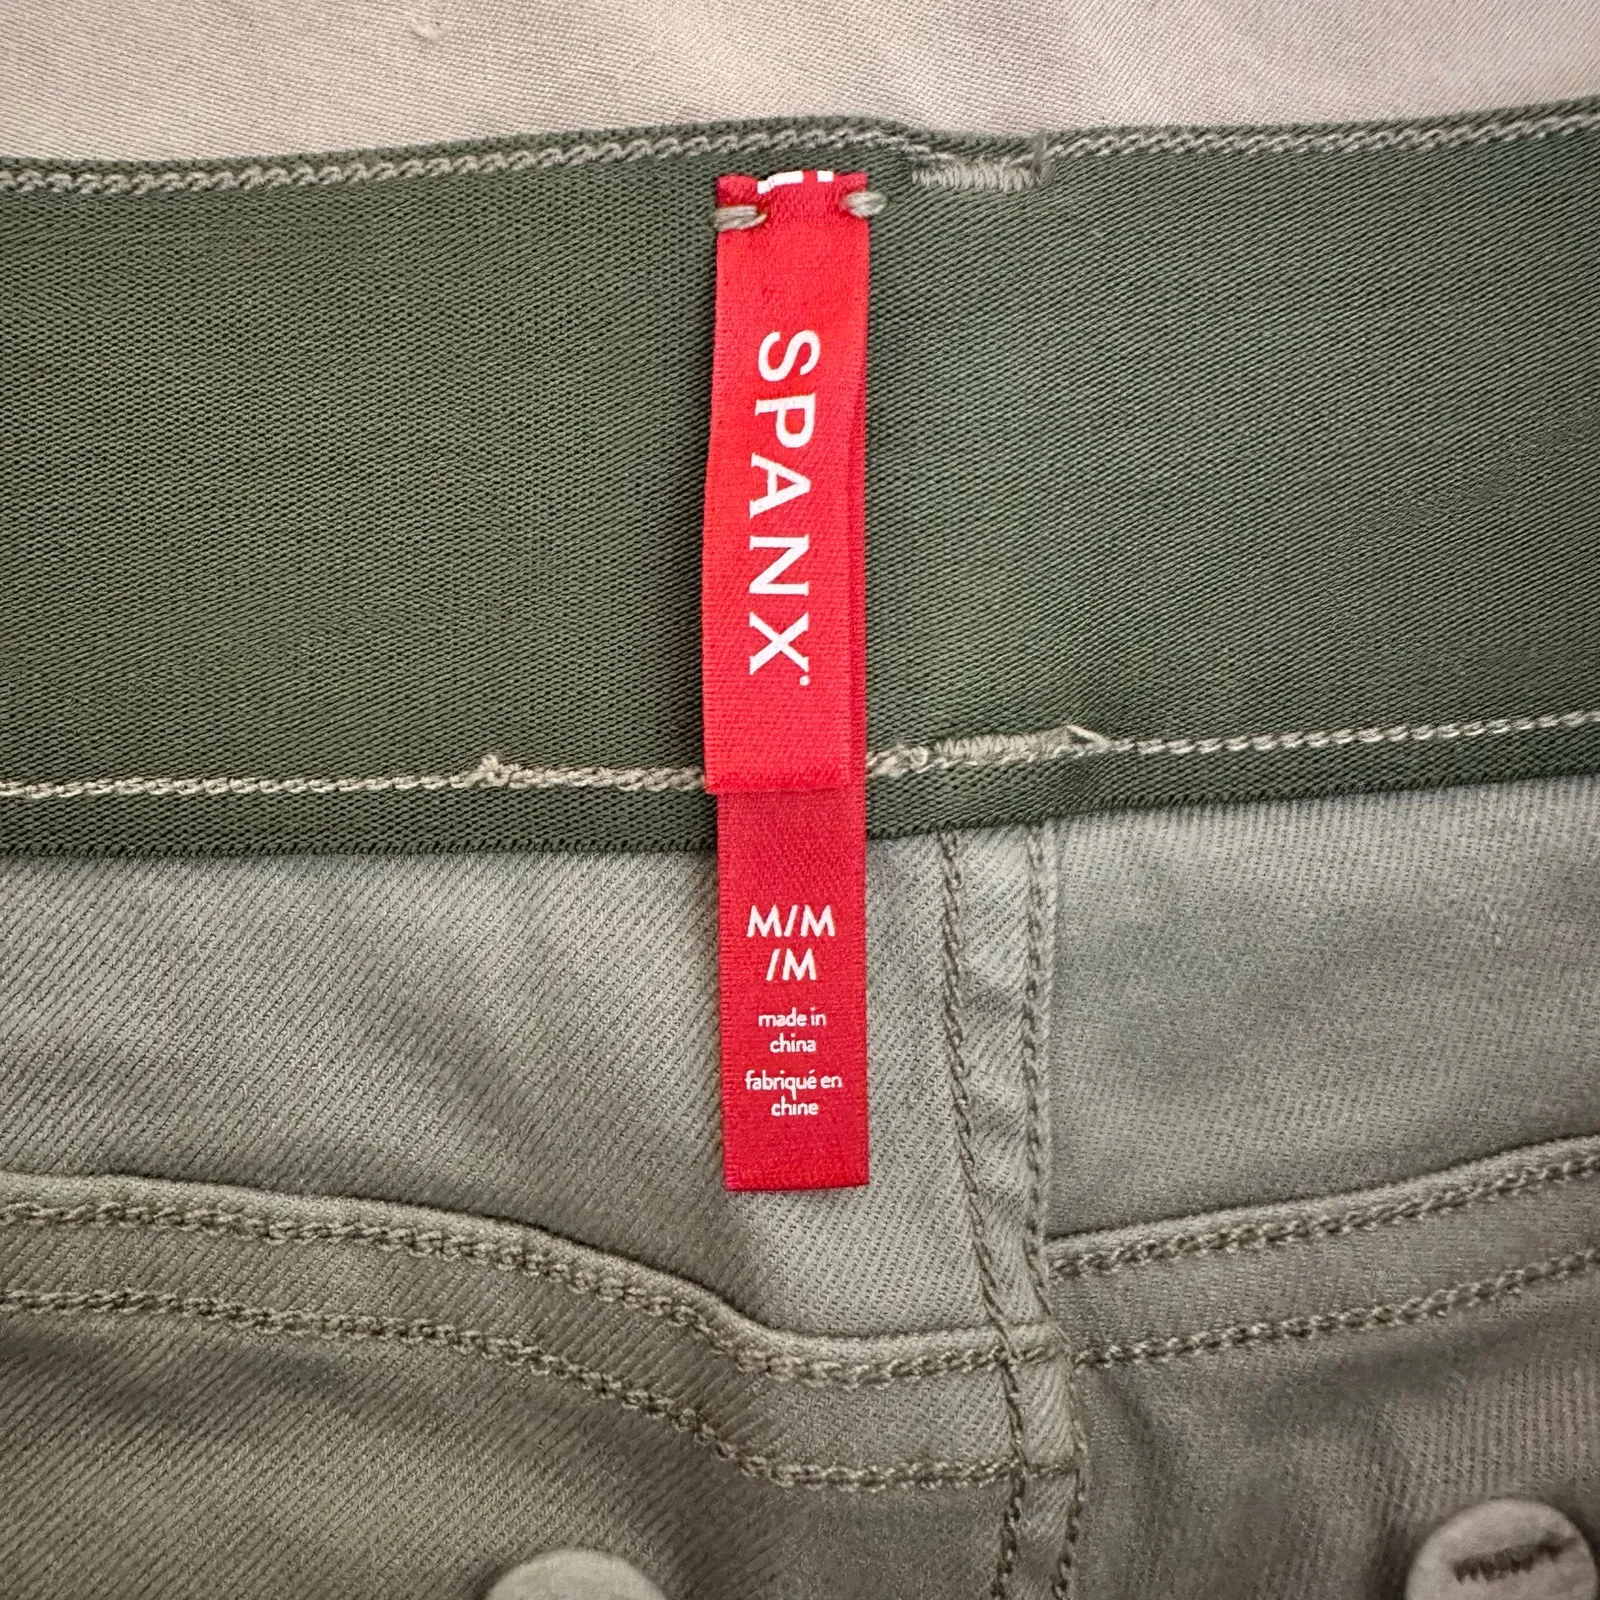 SPANX
M/M
/M
made in
china
fabriqué en
chine